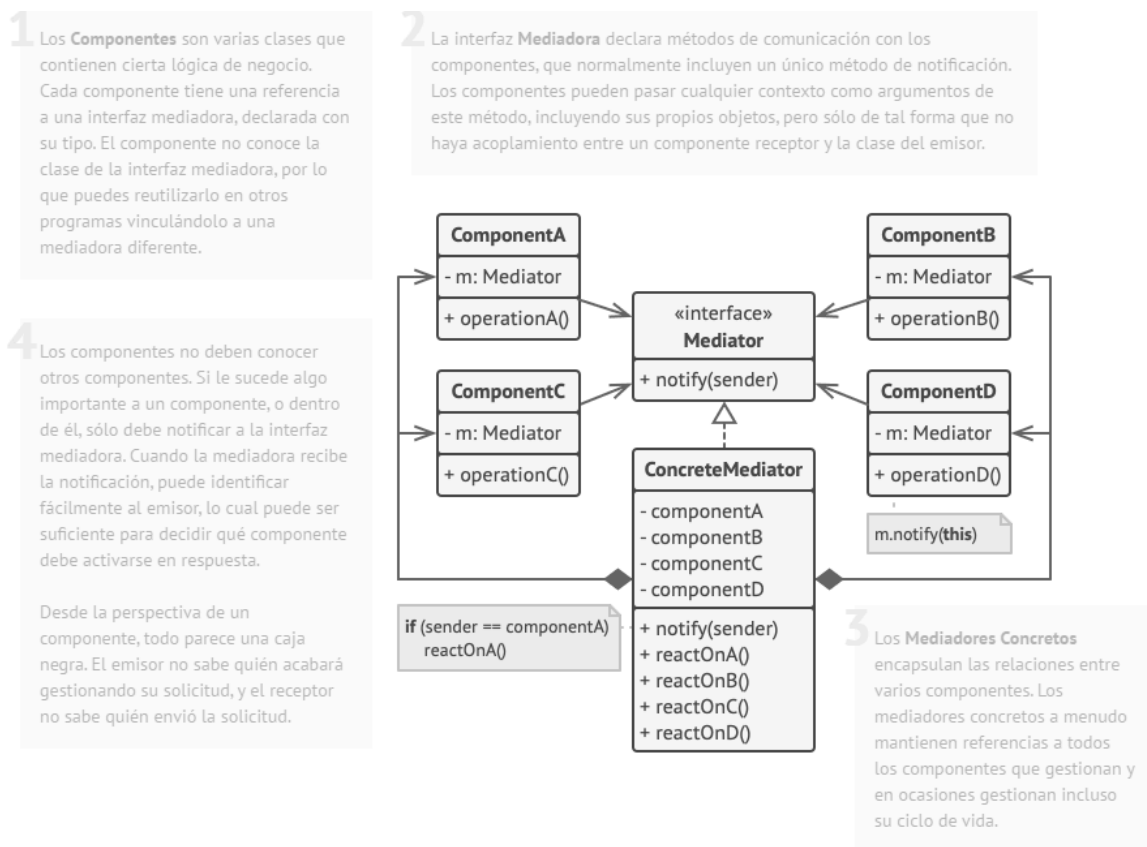 1
Los Componentes son varias clases que
contienen cierta lógica de negocio.
Cada componente tiene una referencia
a una interfaz mediadora, declarada con
su tipo. El componente no conoce la
clase de la interfaz mediadora, por lo
que puedes reutilizarlo en otros
programas vinculándolo a una
mediadora diferente.
2
La interfaz Mediadora declara métodos de comunicación con los
componentes, que normalmente incluyen un único método de notificación.
Los componentes pueden pasar cualquier contexto como argumentos de
este método, incluyendo sus propios objetos, pero sólo de tal forma que no
haya acoplamiento entre un componente receptor y la clase del emisor.
ComponentA
- m: Mediator
+ operationA()
ComponentB
- m: Mediator
+ operationB()
«interface»
Mediator
+ notify(sender)
ComponentC
- m: Mediator
+ operationC()
ComponentD
- m: Mediator
+ operationD()
m.notify(this)
ConcreteMediator
- componentA
- componentB
- componentC
- componentD
+ notify(sender)
+ reactOnA()
+ reactOnB()
+ reactOnC()
+ reactOnD()
if (sender == componentA)
reactOnA()
3
Los Mediadores Concretos
encapsulan las relaciones entre
varios componentes. Los
mediadores concretos a menudo
mantienen referencias a todos
los componentes que gestionan y
en ocasiones gestionan incluso
su ciclo de vida.
4
Los componentes no deben conocer
otros componentes. Si le sucede algo
importante a un componente, o dentro
de él, sólo debe notificar a la interfaz
mediadora. Cuando la mediadora recibe
la notificación, puede identificar
fácilmente al emisor, lo cual puede ser
suficiente para decidir qué componente
debe activarse en respuesta.
Desde la perspectiva de un
componente, todo parece una caja
negra. El emisor no sabe quién acabará
gestionando su solicitud, y el receptor
no sabe quién envió la solicitud.